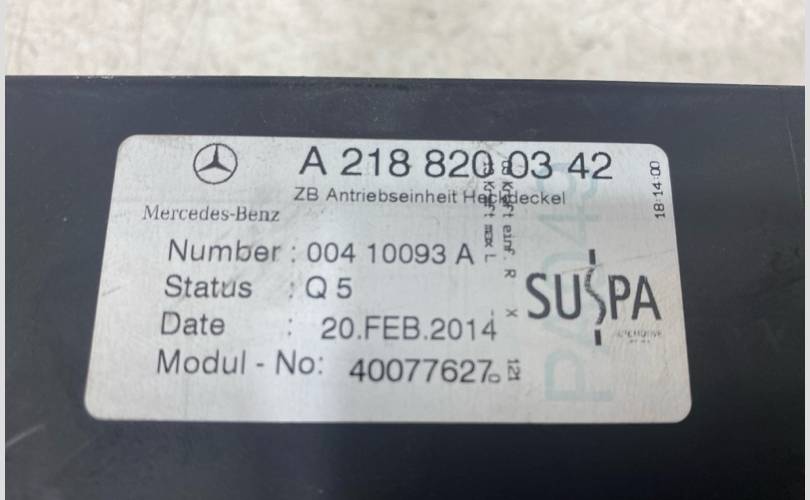 A 218 820 03 42
ZB Antriebseinheit Heckdeckel
Mercedes-Benz
18:14:00
Number : 004 10093 A
Status : Q 5
Date : 20.FEB.2014
Modul - No: 40077627
SUSPA
121